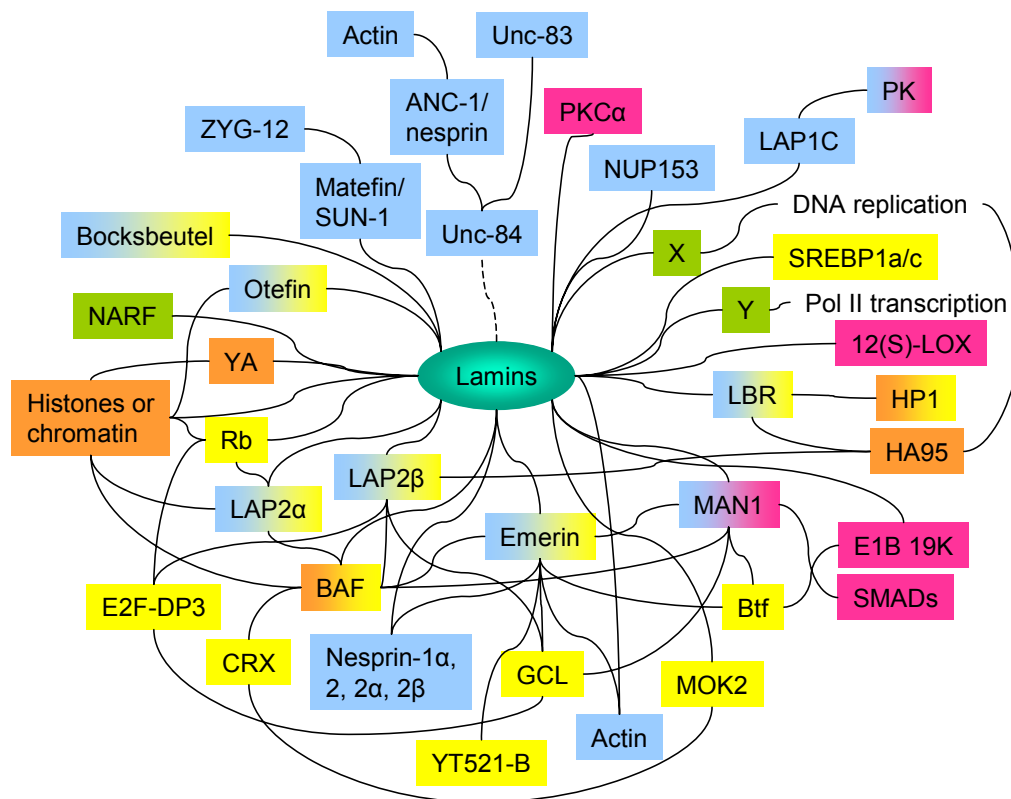 Actin
Unc-83
PK
ANC-1/
nesprin
PKCα
ZYG-12
LAP1C
NUP153
Matefin/
SUN-1
DNA replication
Bocksbeutel
Unc-84
X
SREBP1a/c
Otefin
Y
Pol II transcription
NARF
12(S)-LOX
YA
Lamins
LBR
HP1
Histones or
chromatin
Rb
HA95
LAP2β
LAP2α
MAN1
Emerin
E1B 19K
BAF
SMADs
E2F-DP3
Btf
CRX
Nesprin-1α,
2, 2α, 2β
GCL
MOK2
Actin
YT521-B